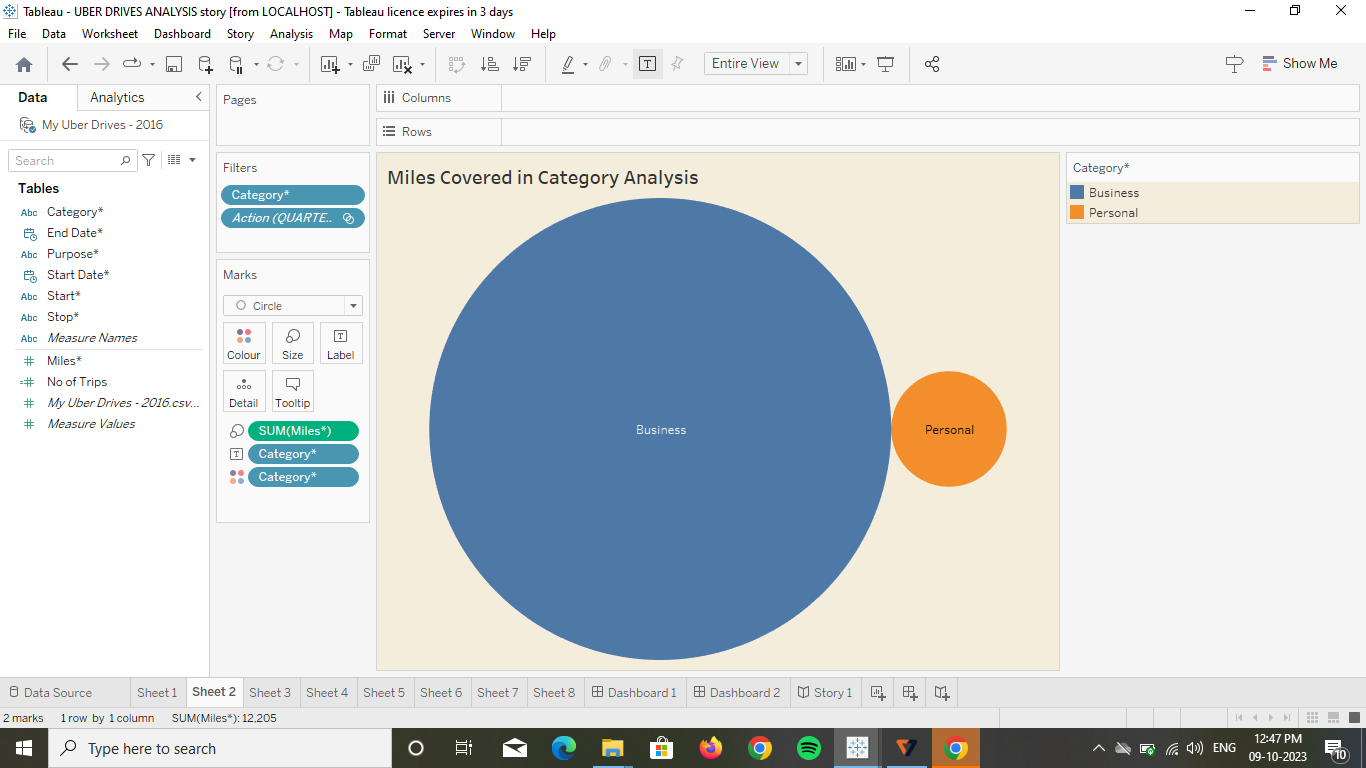 Tableau - UBER DRIVES ANALYSIS story [from LOCALHOST] - Tableau licence expires in 3 days
File Data Worksheet Dashboard Story Analysis Map Format Server Window Help
Entire View
Show Me
Data Analytics
My Uber Drives - 2016
Search
Tables
Abc Category*
End Date*
Abc Purpose*
Start Date*
Abc Start*
Abc Stop*
Abc Measure Names
Miles*
No of Trips
My Uber Drives - 2016.csv...
Measure Values
Pages
Filters
Category*
Action (QUARTE..
Marks
Circle
Colour Size Label
Detail Tooltip
SUM(Miles*)
Category*
Category*
Columns
Rows
Miles Covered in Category Analysis
Business
Personal
Category*
Business
Personal
Data Source Sheet 1 Sheet 2 Sheet 3 Sheet 4 Sheet 5 Sheet 6 Sheet 7 Sheet 8 Dashboard 1 Dashboard 2 Story 1
2 marks 1 row by 1 column SUM(Miles*): 12,205
Type here to search
ENG
12:47 PM
09-10-2023
10